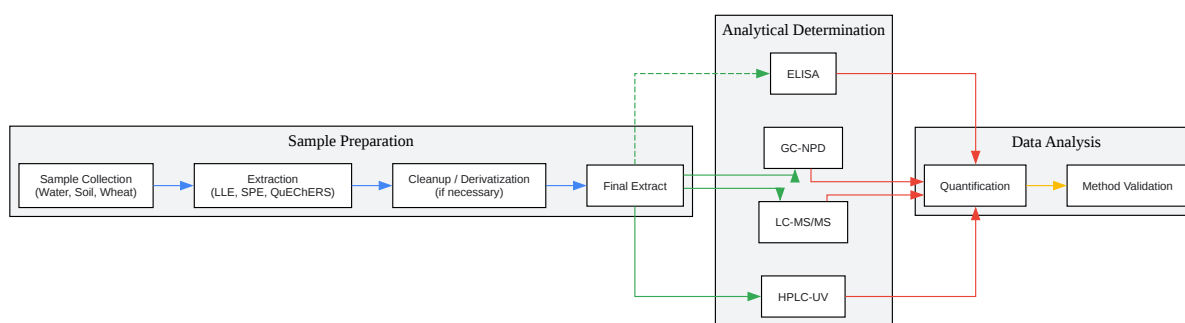 Analytical Determination
ELISA
Sample Preparation
GC-NPD
Data Analysis
Sample Collection
(Water, Soil, Wheat)
Extraction
(LLE, SPE, QuEChERS)
Cleanup / Derivatization
(if necessary)
Final Extract
Quantification
Method Validation
LC-MS/MS
HPLC-UV